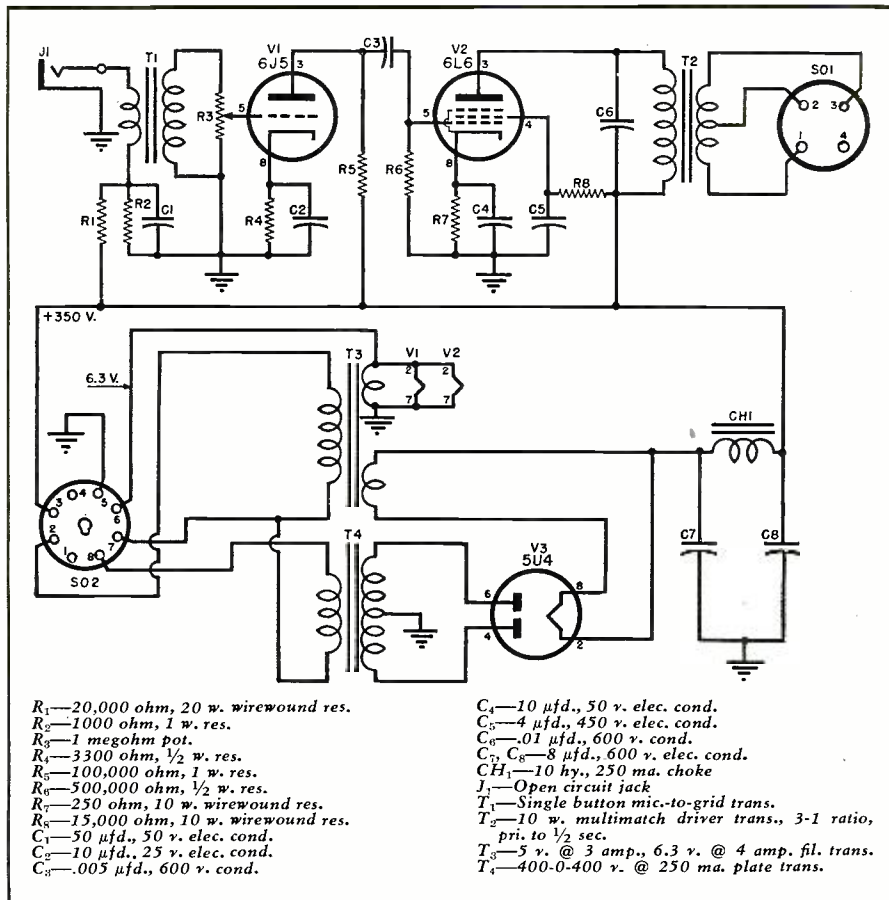 J1
T1
V1
6J5
3
5
8
R3
C3
V2
6L6
3
5
4
8
C6
T2
SO1
2
3
1
4
R1
R2
C1
R4
C2
R5
R6
R7
C4
C5
R8
+350 V.
6.3 V.
T3
V1
V2
2
2
7
7
CH1
3
4
5
6
2
1
8
7
SO2
T4
V3
5U4
6
4
8
2
C7
C8
R₁—20,000 ohm, 20 w. wirewound res.
R₂—1000 ohm, 1 w. res.
R₃—1 megohm pot.
R₄—3300 ohm, ½ w. res.
R₅—100,000 ohm, 1 w. res.
R₆—500,000 ohm, ½ w. res.
R₇—250 ohm, 10 w. wirewound res.
R₈—15,000 ohm, 10 w. wirewound res.
C₁—50 µfd., 50 v. elec. cond.
C₂—10 µfd., 25 v. elec. cond.
C₃—.005 µfd., 600 v. cond.
C₄—10 µfd., 50 v. elec. cond.
C₅—4 µfd., 450 v. elec. cond.
C₆—.01 µfd., 600 v. cond.
C₇, C₈—8 µfd., 600 v. elec. cond.
CH₁—10 hy., 250 ma. choke
J₁—Open circuit jack
T₁—Single button mic.-to-grid trans.
T₂—10 w. multimatch driver trans., 3-1 ratio,
pri. to ½ sec.
T₃—5 v. @ 3 amp., 6.3 v. @ 4 amp. fil. trans.
T₄—400-0-400 v. @ 250 ma. plate trans.